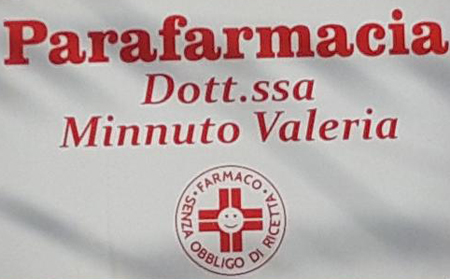 Parafarmacia
Dott.ssa
Minnuto Valeria
FARMACO
SENZA OBBLIGO DI RICETTA